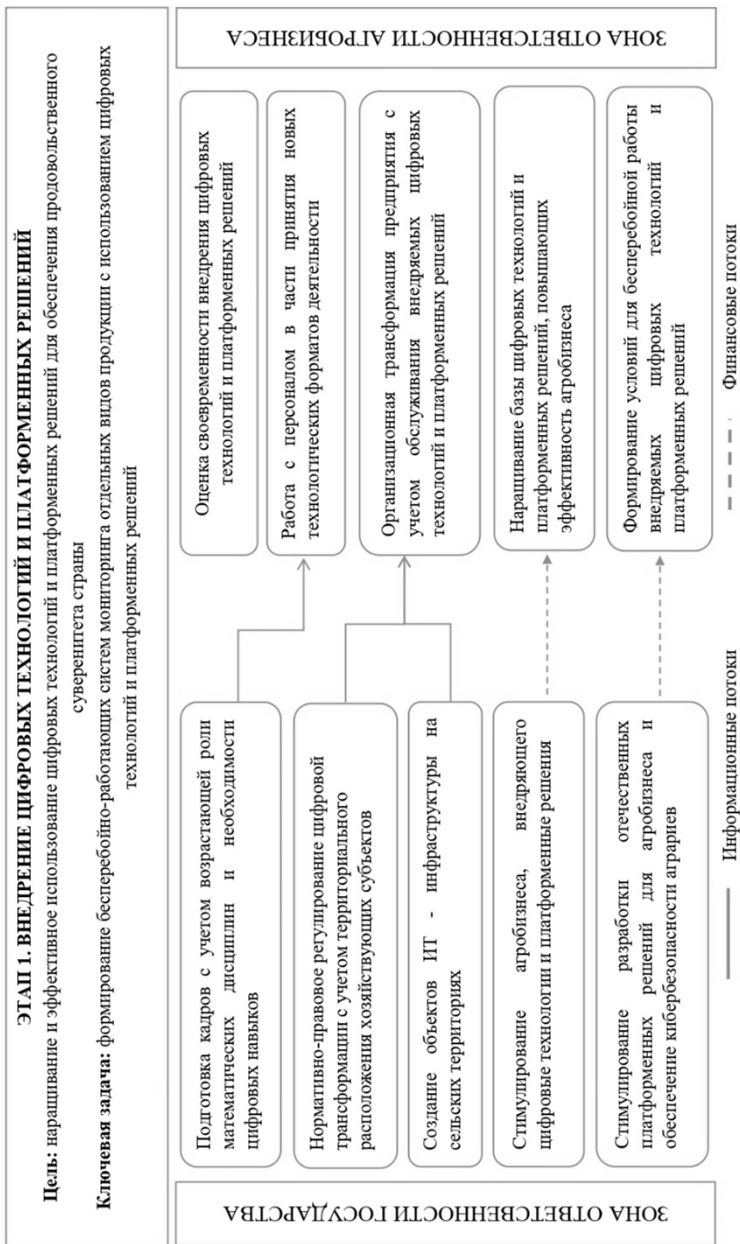 ЭТАП 1. ВНЕДРЕНИЕ ЦИФРОВЫХ ТЕХНОЛОГИЙ И ПЛАТФОРМЕННЫХ РЕШЕНИЙ
Цель: наращивание и эффективное использование цифровых технологий и платформенных решений для обеспечения продовольственного
суверенитета страны
Ключевая задача: формирование бесперебойно-работающих систем мониторинга отдельных видов продукции с использованием цифровых
технологий и платформенных решений
ЗОНА ОТВЕТСВЕННОСТИ ГОСУДАРСТВА
Подготовка кадров с учетом возрастающей роли
математических дисциплин и необходимости
цифровых навыков
Нормативно-правовое регулирование цифровой
трансформации с учетом территориального
расположения хозяйствующих субъектов
Создание объектов ИТ - инфраструктуры на
сельских территориях
Стимулирование агробизнеса, внедряющего
цифровые технологии и платформенные решения
Стимулирование разработки отечественных
платформенных решений для агробизнеса и
обеспечение кибербезопасности аграриев
Оценка своевременности внедрения цифровых
технологий и платформенных решений
Работа с персоналом в части принятия новых
технологических форматов деятельности
Организационная трансформация предприятия с
учетом обслуживания внедряемых цифровых
технологий и платформенных решений
Наращивание базы цифровых технологий и
платформенных решений, повышающих
эффективность агробизнеса
Формирование условий для бесперебойной работы
внедряемых цифровых технологий и
платформенных решений
ЗОНА ОТВЕТСВЕННОСТИ АГРОБИЗНЕСА
Информационные потоки
Финансовые потоки